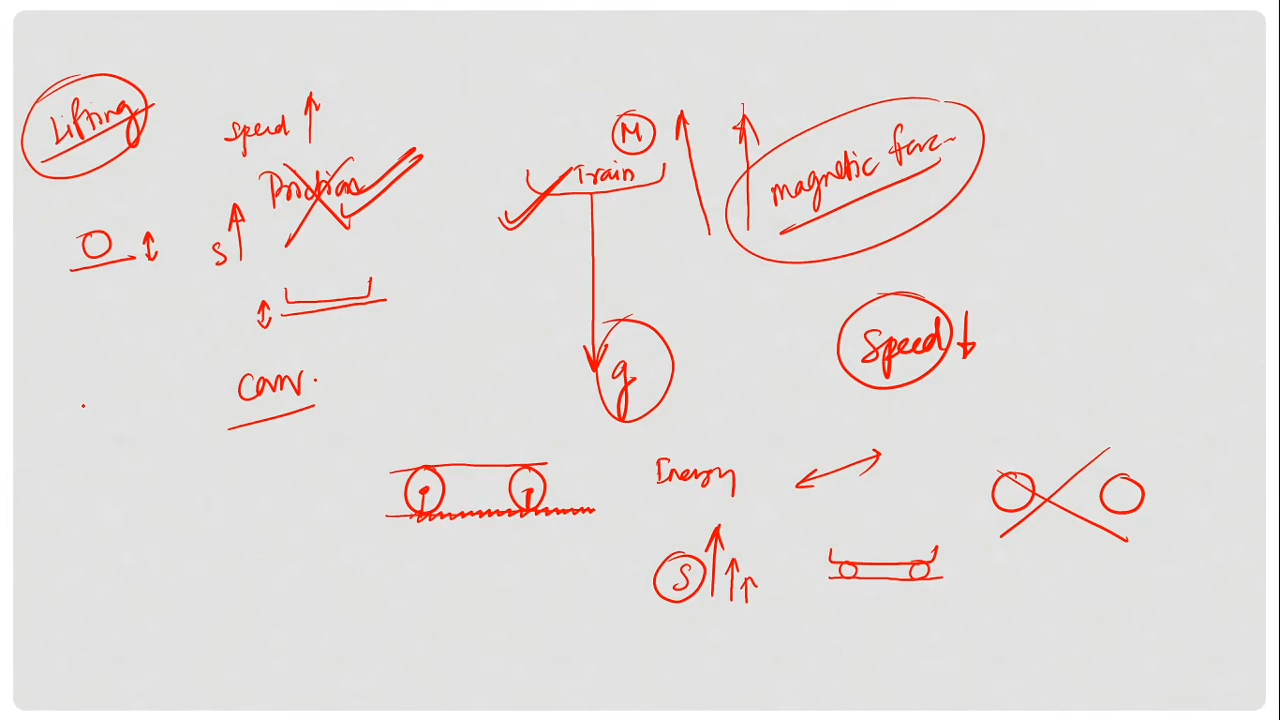 Lifting
Speed
Friction
S
Conv.
M
Train
magnetic force
g
Speed
Energy
S